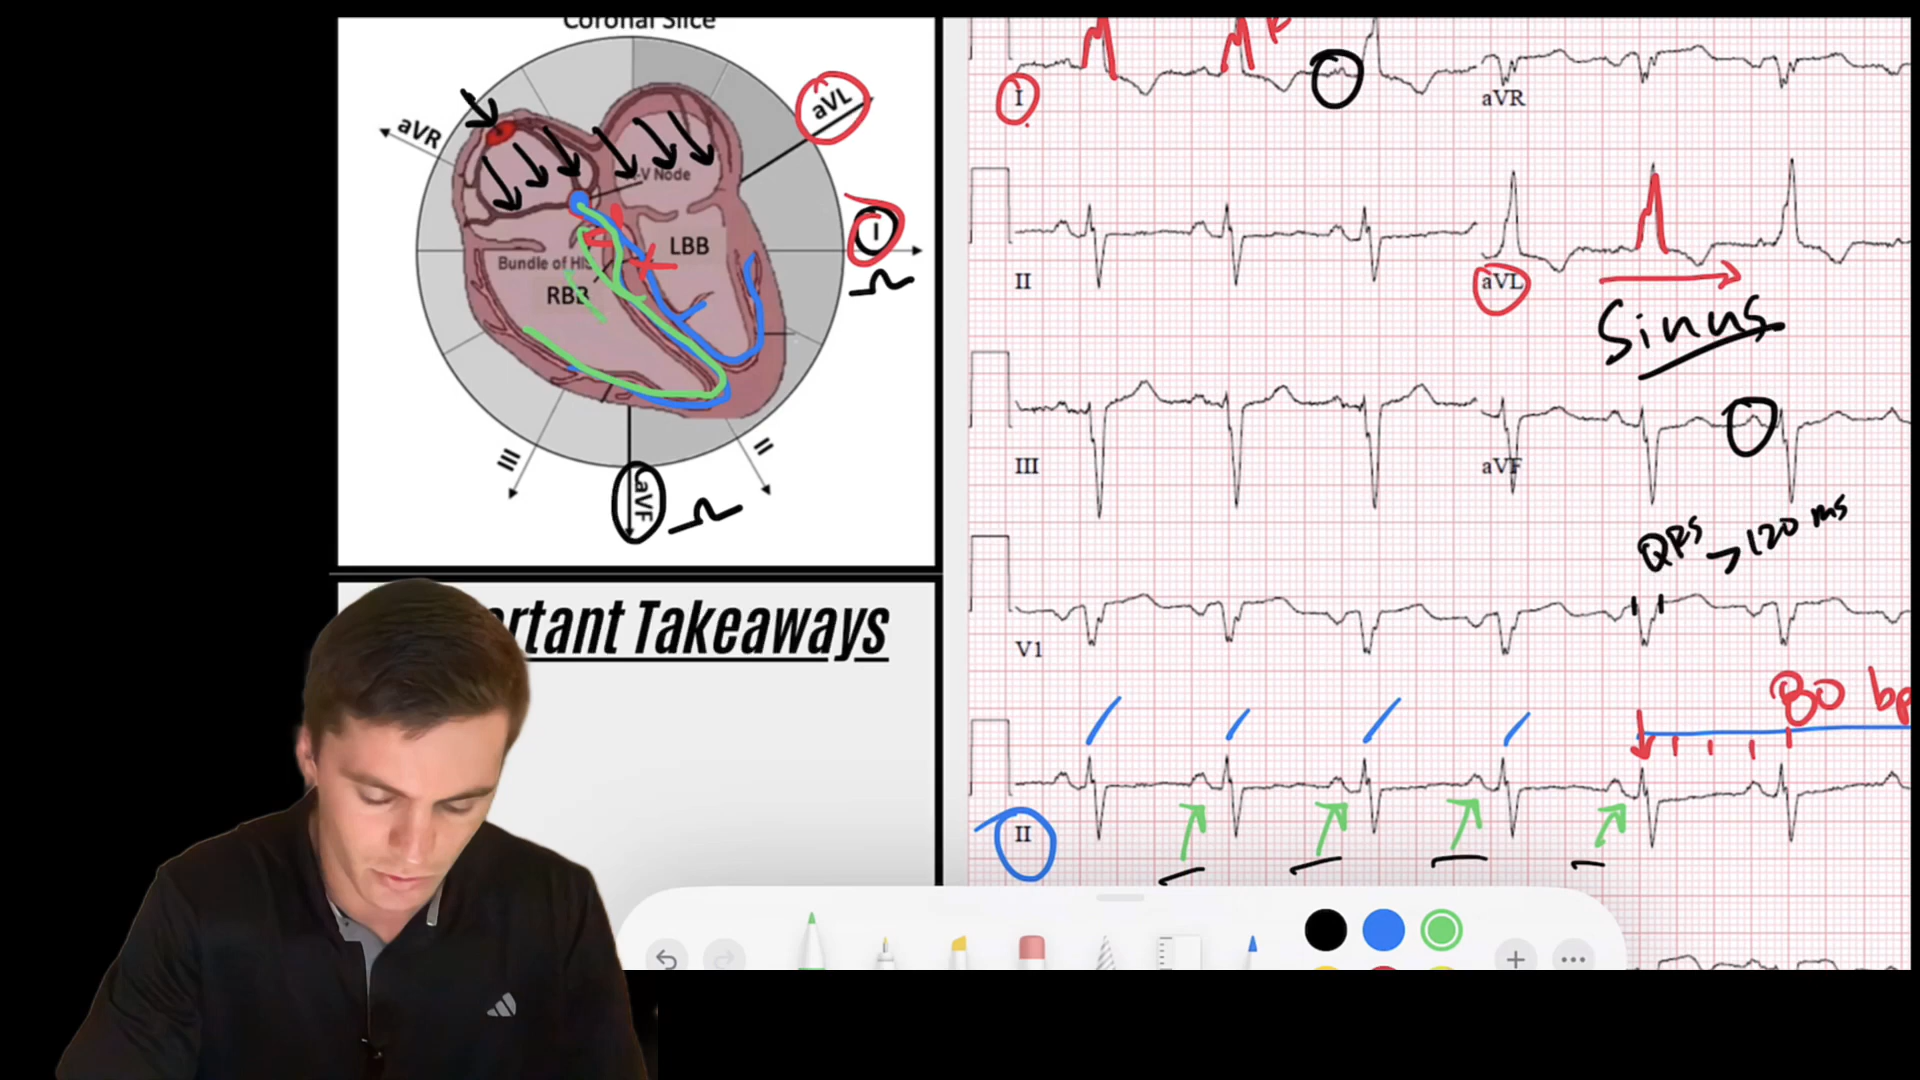 Coronal Slice
aVR
aVL
A-V Node
I
LBB
Bundle of HIS
RBB
III
II
aVF
rtant Takeaways
I
aVR
II
aVL
Sinus
III
aVF
QRS > 120 ms
V1
80 bp
II